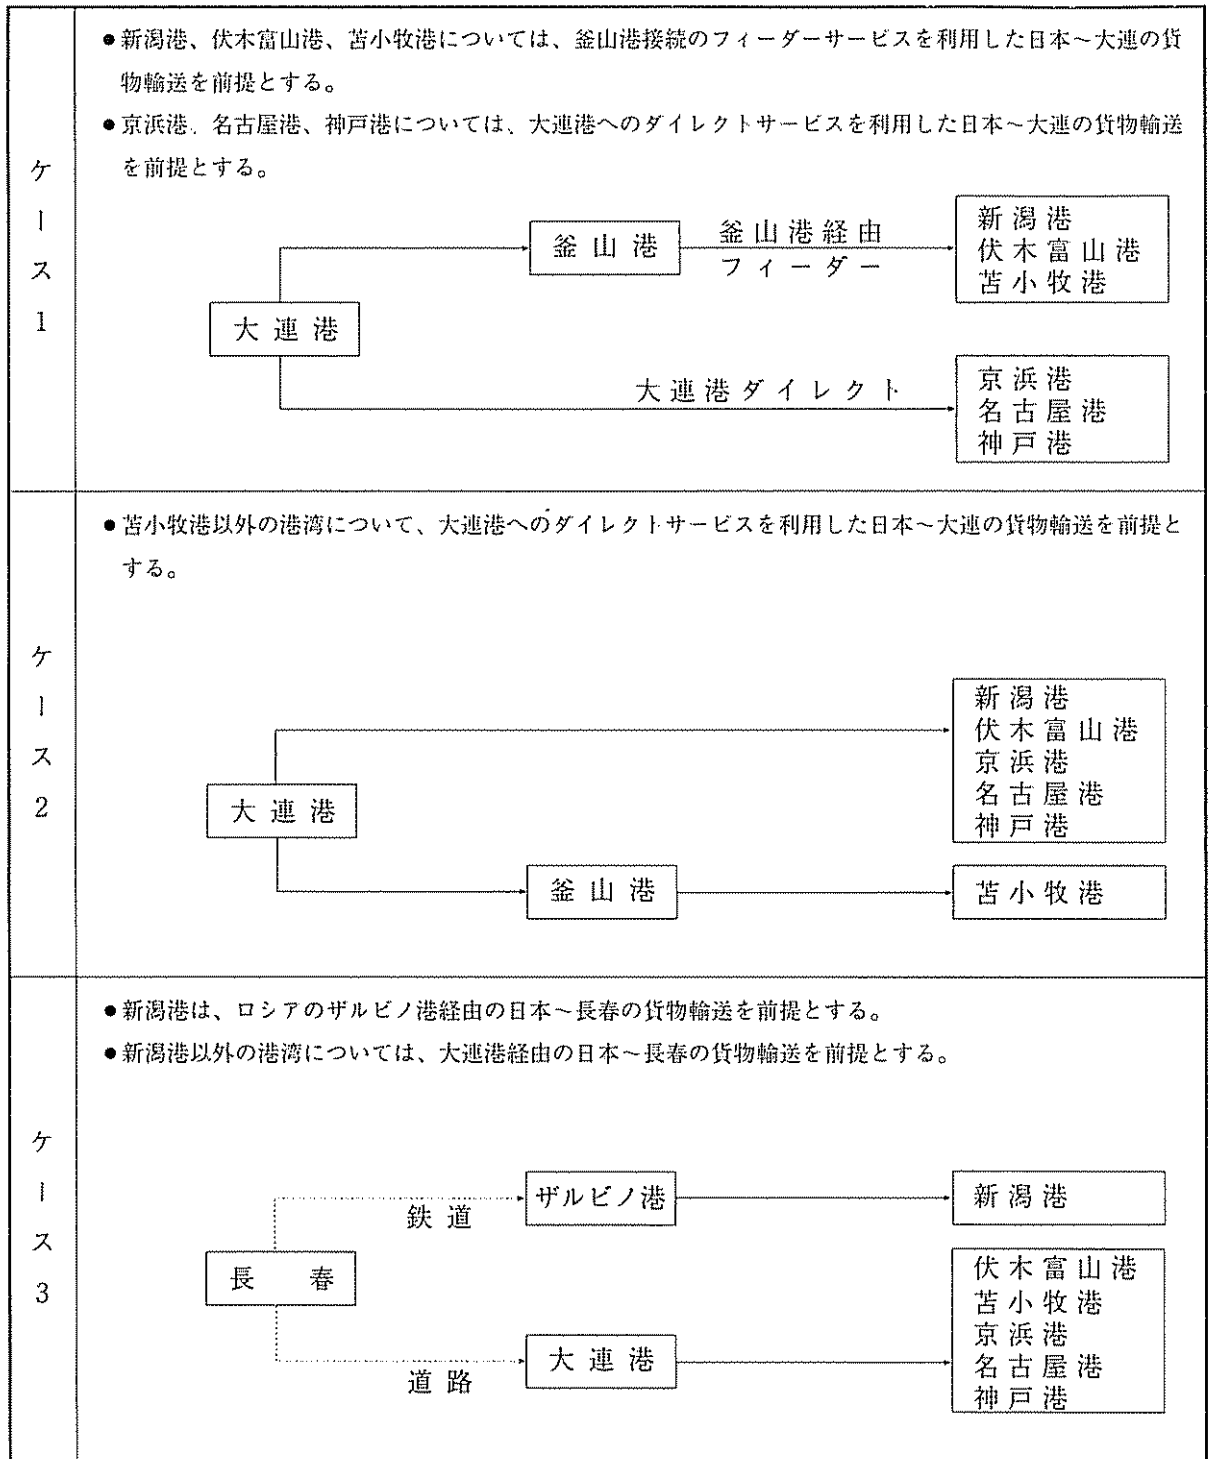 ケース1
●新潟港、伏木富山港、苫小牧港については、釜山港接続のフィーダーサービスを利用した日本～大連の貨
物輸送を前提とする。
●京浜港、名古屋港、神戸港については、大連港へのダイレクトサービスを利用した日本～大連の貨物輸送
を前提とする。
大連港
釜山港
釜山港経由
フィーダー
新潟港
伏木富山港
苫小牧港
大連港ダイレクト
京浜港
名古屋港
神戸港
ケース2
●苫小牧港以外の港湾について、大連港へのダイレクトサービスを利用した日本～大連の貨物輸送を前提と
する。
大連港
新潟港
伏木富山港
京浜港
名古屋港
神戸港
釜山港
苫小牧港
ケース3
●新潟港は、ロシアのザルビノ港経由の日本～長春の貨物輸送を前提とする。
●新潟港以外の港湾については、大連港経由の日本～長春の貨物輸送を前提とする。
長春
鉄道
ザルビノ港
新潟港
道路
大連港
伏木富山港
苫小牧港
京浜港
名古屋港
神戸港